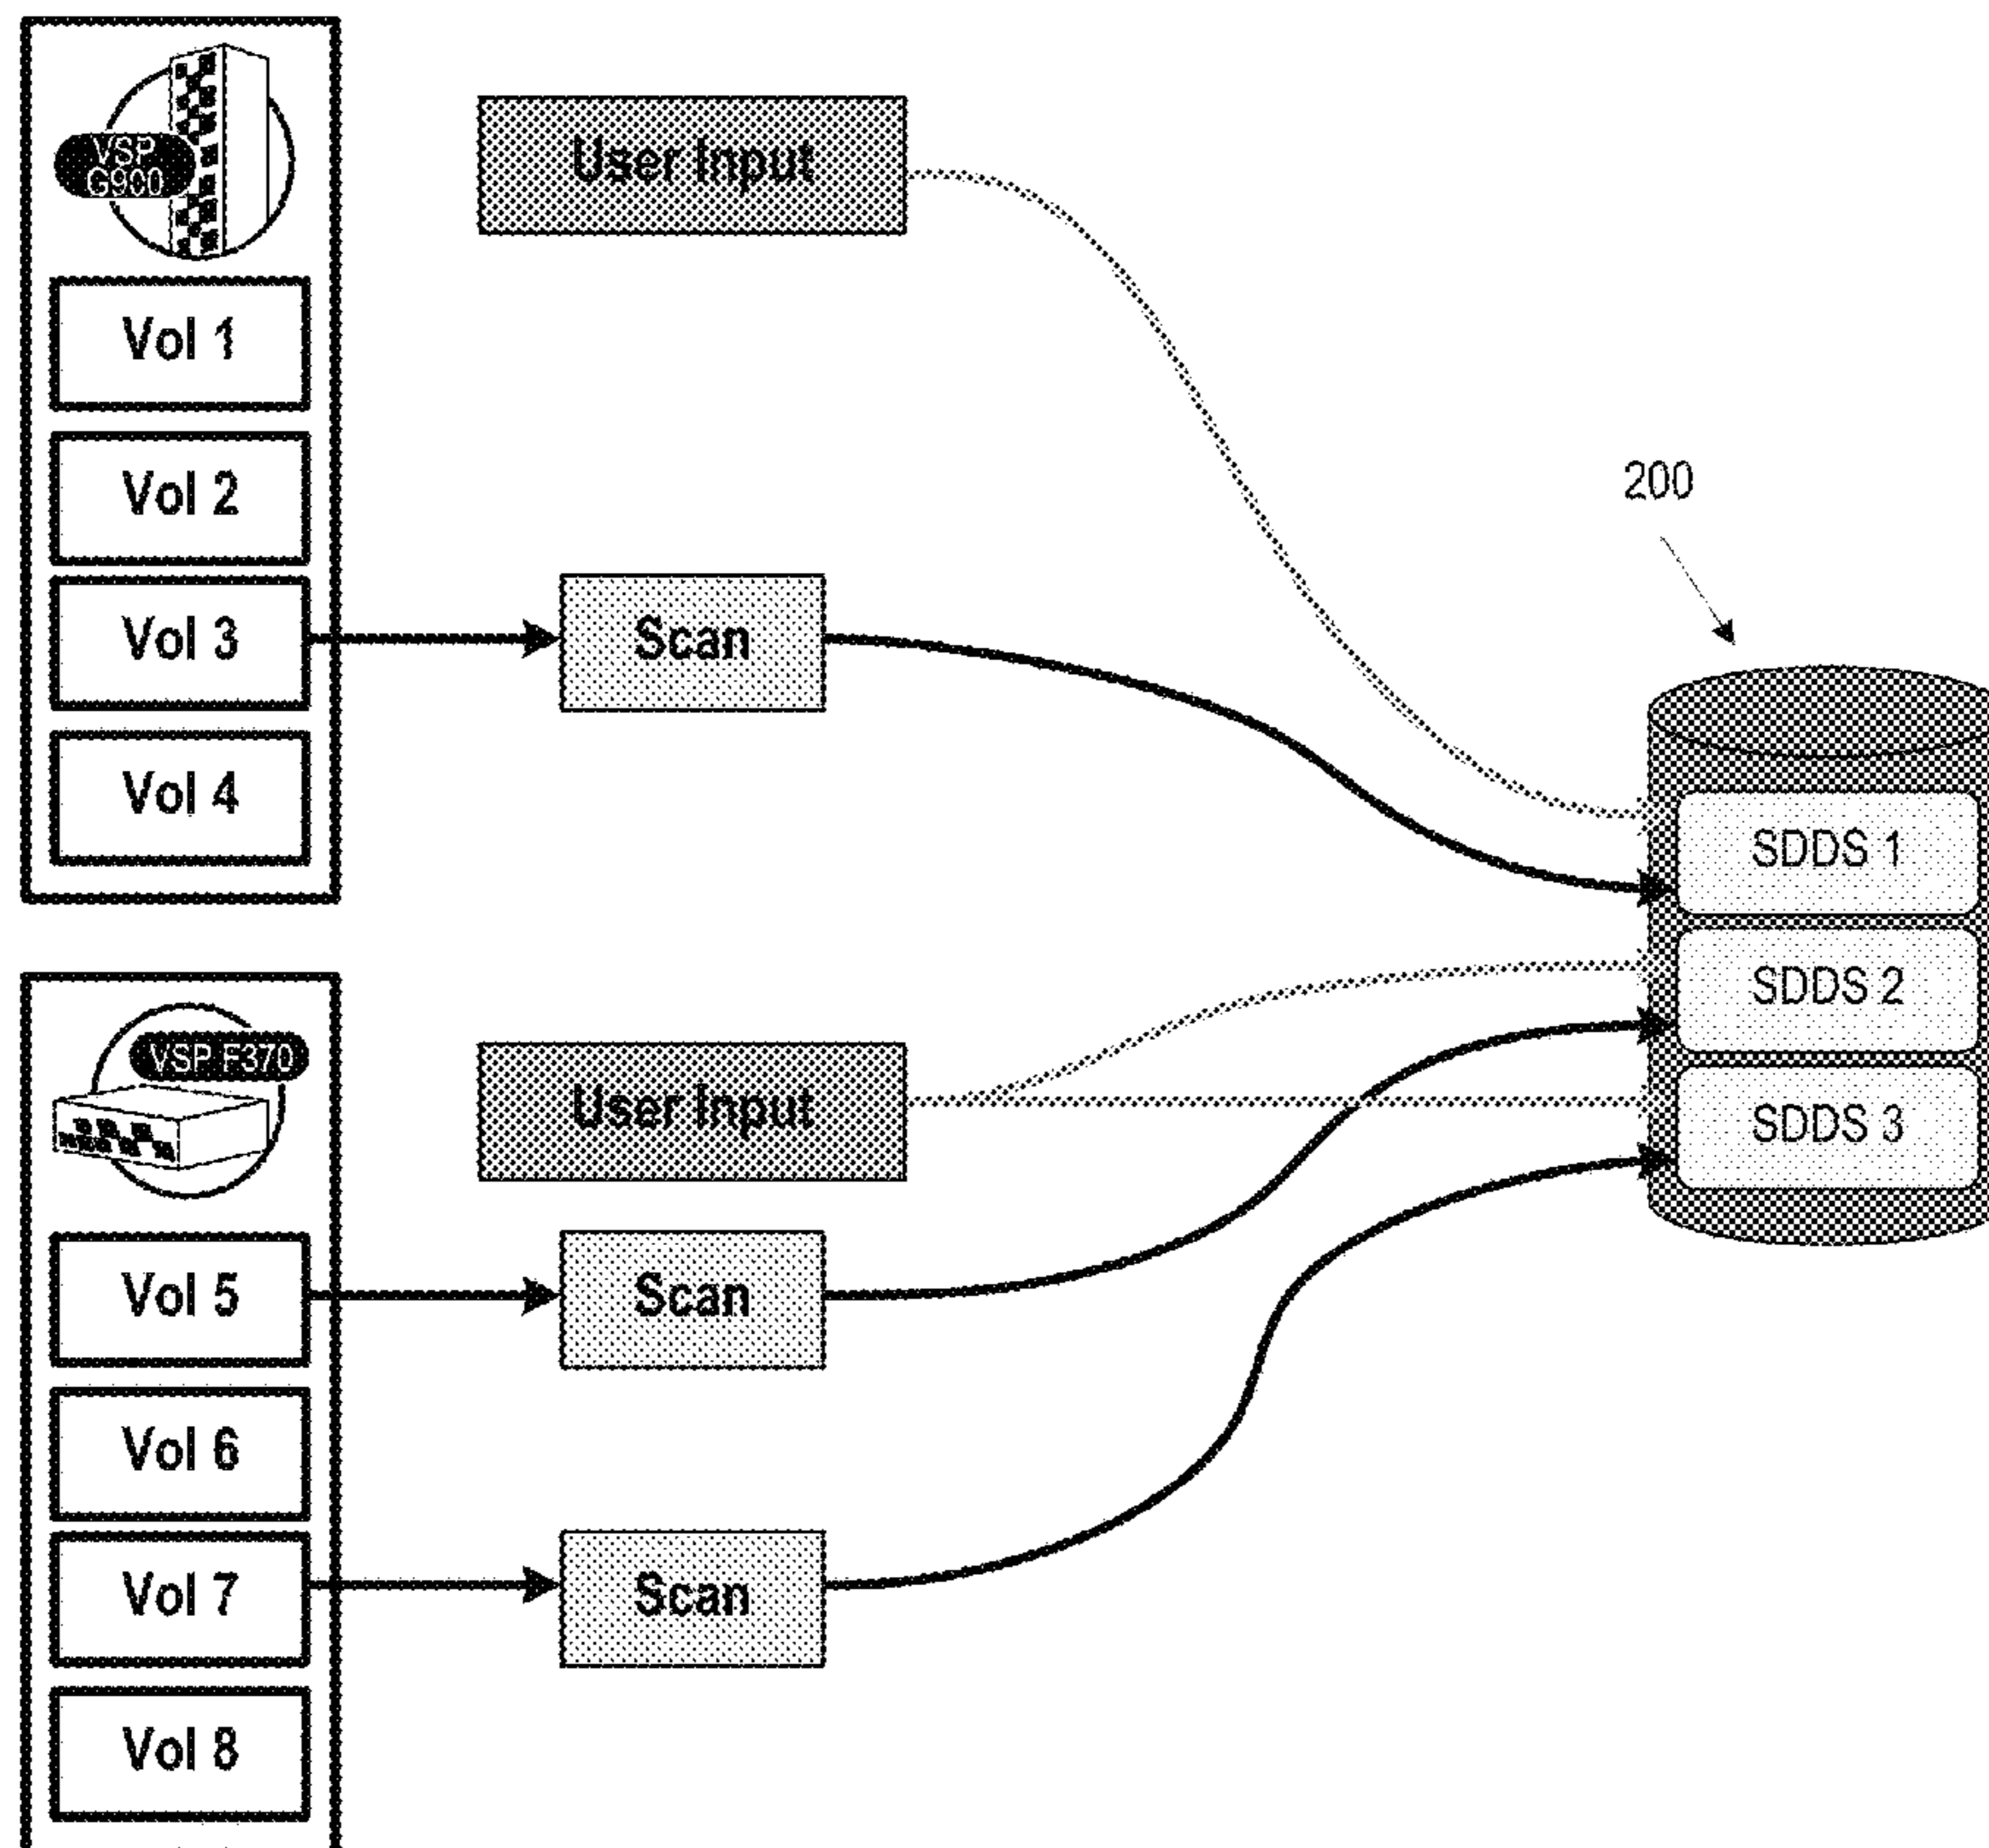 VSP
G900
Vol 1
Vol 2
Vol 3
Vol 4
User Input
Scan
200
SDDS 1
SDDS 2
SDDS 3
VSP F370
Vol 5
Vol 6
Vol 7
Vol 8
User Input
Scan
Scan